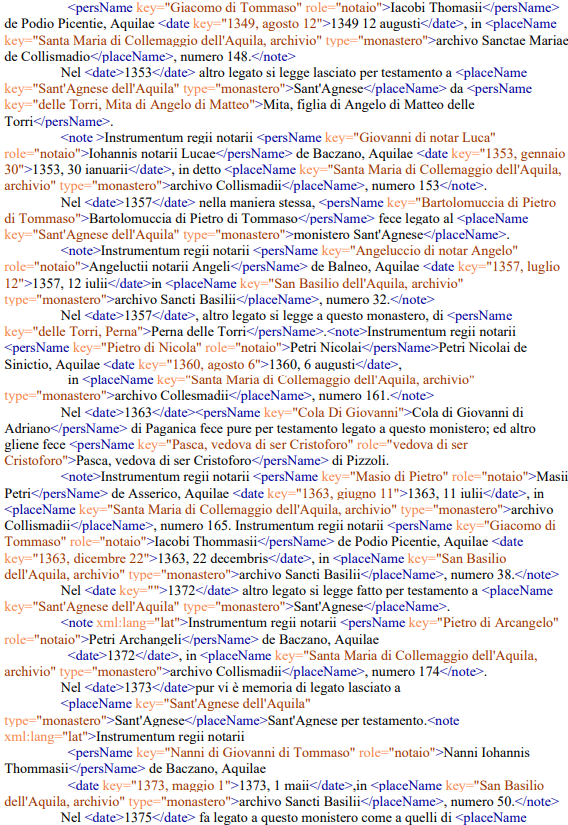 <persName key="Giacomo di Tommaso" role="notaio">Iacobi Thomasii</persName>
de Podio Picentie, Aquilae <date key="1349, agosto 12">1349 12 augusti</date>, in <placeName
key="Santa Maria di Collemaggio dell'Aquila, archivio" type="monastero">archivo Sanctae Mariae
de Collismadio</placeName>, numero 148.</note>
Nel <date>1353</date> altro legato si legge lasciato per testamento a <placeName
key="Sant'Agnese dell'Aquila" type="monastero">Sant'Agnese</placeName> da <persName
key="delle Torri, Mita di Angelo di Matteo">Mita, figlia di Angelo di Matteo delle
Torri</persName>.
<note >Instrumentum regii notarii <persName key="Giovanni di notar Luca"
role="notaio">Iohannis notarii Lucae</persName> de Baczano, Aquilae <date key="1353, gennaio
30">1353, 30 ianuarii</date>, in detto <placeName key="Santa Maria di Collemaggio dell'Aquila,
archivio" type="monastero">archivo Collismadii</placeName>, numero 153</note>.
Nel <date>1357</date> nella maniera stessa, <persName key="Bartolomuccia di Pietro
di Tommaso">Bartolomuccia di Pietro di Tommaso</persName> fece legato al <placeName
key="Sant'Agnese dell'Aquila" type="monastero">monistero Sant'Agnese</placeName>.
<note>Instrumentum regii notarii <persName key="Angeluccio di notar Angelo"
role="notaio">Angeluctii notarii Angeli</persName> de Balneo, Aquilae <date key="1357, luglio
12">1357, 12 iulii</date>in <placeName key="San Basilio dell'Aquila, archivio"
type="monastero">archivo Sancti Basilii</placeName>, numero 32.</note>
Nel <date>1357</date>, altro legato si legge a questo monastero, di <persName
key="delle Torri, Perna">Perna delle Torri</persName>.<note>Instrumentum regii notarii
<persName key="Pietro di Nicola" role="notaio">Petri Nicolai</persName>Petri Nicolai de
Sinictio, Aquilae <date key="1360, agosto 6">1360, 6 augusti</date>,
in <placeName key="Santa Maria di Collemaggio dell'Aquila, archivio"
type="monastero">archivo Collesmadii</placeName>, numero 161.</note>
Nel <date>1363</date><persName key="Cola Di Giovanni">Cola di Giovanni di
Adriano</persName> di Paganica fece pure per testamento legato a questo monistero; ed altro
gliene fece <persName key="Pasca, vedova di ser Cristoforo" role="vedova di ser
Cristoforo">Pasca, vedova di ser Cristoforo</persName> di Pizzoli.
<note>Instrumentum regii notarii <persName key="Masio di Pietro" role="notaio">Masii
Petri</persName> de Asserico, Aquilae <date key="1363, giugno 11">1363, 11 iulii</date>, in
<placeName key="Santa Maria di Collemaggio dell'Aquila, archivio" type="monastero">archivo
Collismadii</placeName>, numero 165. Instrumentum regii notarii <persName key="Giacomo di
Tommaso" role="notaio">Iacobi Thommasii</persName> de Podio Picentie, Aquilae <date
key="1363, dicembre 22">1363, 22 decembris</date>, in <placeName key="San Basilio
dell'Aquila, archivio" type="monastero">archivo Sancti Basilii</placeName>, numero 38.</note>
Nel <date key="">1372</date> altro legato si legge fatto per testamento a <placeName
key="Sant'Agnese dell'Aquila" type="monastero">Sant'Agnese</placeName>.
<note xml:lang="lat">Instrumentum regii notarii <persName key="Pietro di Arcangelo"
role="notaio">Petri Archangeli</persName> de Baczano, Aquilae
<date>1372</date>, in <placeName key="Santa Maria di Collemaggio dell'Aquila,
archivio" type="monastero">archivo Collismadii</placeName>, numero 174</note>.
Nel <date>1373</date>pur vi è memoria di legato lasciato a
<placeName key="Sant'Agnese dell'Aquila"
type="monastero">Sant'Agnese</placeName>Sant'Agnese per testamento.<note
xml:lang="lat">Instrumentum regii notarii
<persName key="Nanni di Giovanni di Tommaso" role="notaio">Nanni Iohannis
Thommasii</persName> de Baczano, Aquilae
<date key="1373, maggio 1">1373, 1 maii</date>,in <placeName key="San Basilio
dell'Aquila, archivio" type="monastero">archivo Sancti Basilii</placeName>, numero 50.</note>
Nel <date>1375</date> fa legato a questo monistero come a quelli di <placeName